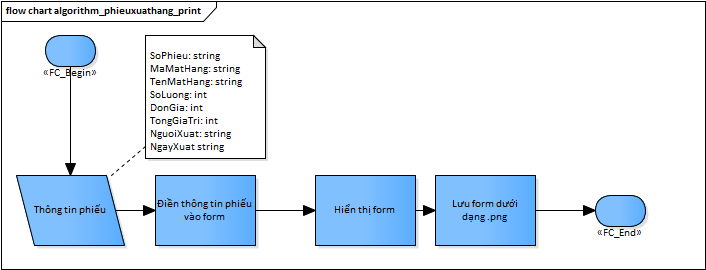 flow chart algorithm_phieuxuathang_print
«FC_Begin»
SoPhieu: string
MaMatHang: string
TenMatHang: string
SoLuong: int
DonGia: int
TongGiaTri: int
NguoiXuat: string
NgayXuat string
Thông tin phiếu
Điền thông tin phiếu
vào form
Hiển thị form
Lưu form dưới
dạng .png
«FC_End»